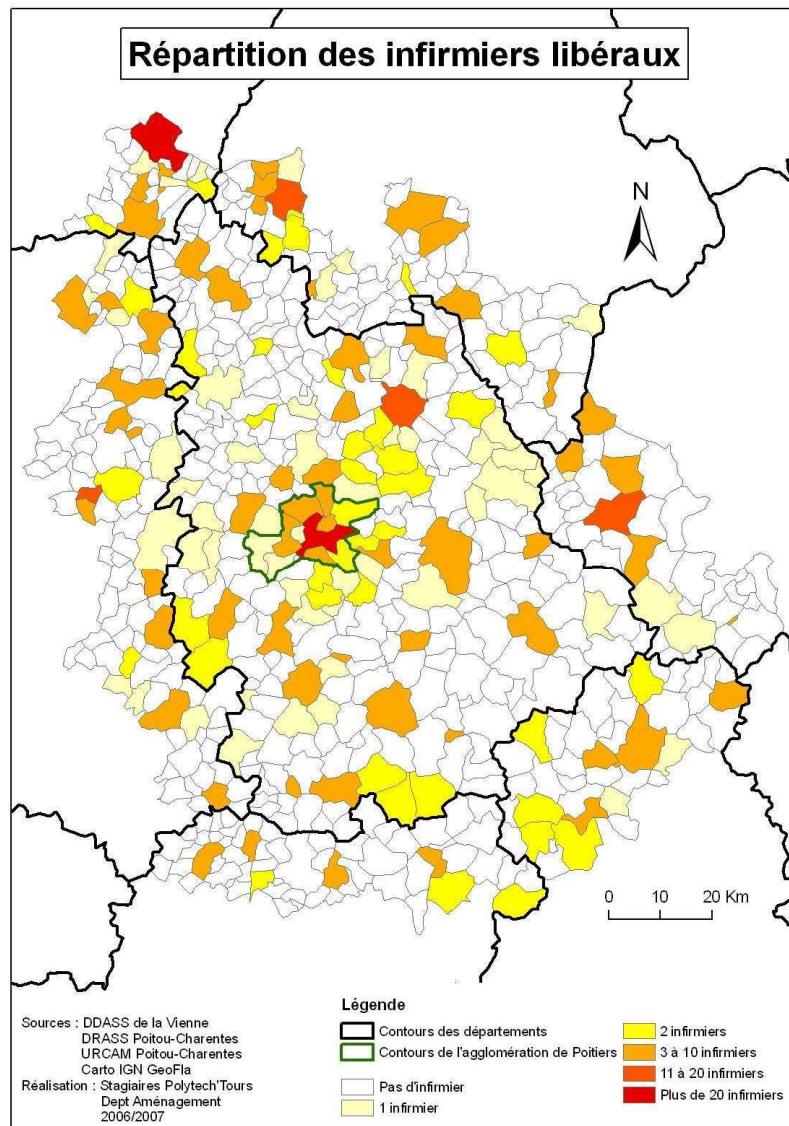 Répartition des infirmiers libéraux
N
0 20 Km
Légende
Sources : DDASS de la Vienne
DRASS Poitou-Charentes
URCAM Poitou-Charentes
Carto IGN GeoFla
Réalisation : Stagiaires Polytech'Tours
Dept Aménagement
2006/2007
Contours des départements
Contours de l'agglomération de Poitiers
Pas d'infirmier
1 infirmier
2 infirmiers
3 à 10 infirmiers
11 à 20 infirmiers
Plus de 20 infirmiers